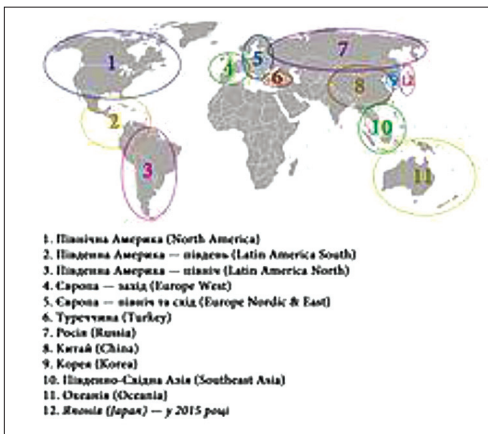 1
2
3
4
5
6
7
8
9
12
10
11
1. Північна Америка (North America)
2. Південна Америка — південь (Latin America South)
3. Південна Америка — північ (Latin America North)
4. Європа — захід (Europe West)
5. Європа — північ та схід (Europe Nordic & East)
6. Туреччина (Turkey)
7. Росія (Russia)
8. Китай (China)
9. Корея (Korea)
10. Південно-Східна Азія (Southeast Asia)
11. Океанія (Oceania)
12. Японія (Japan) — у 2015 році